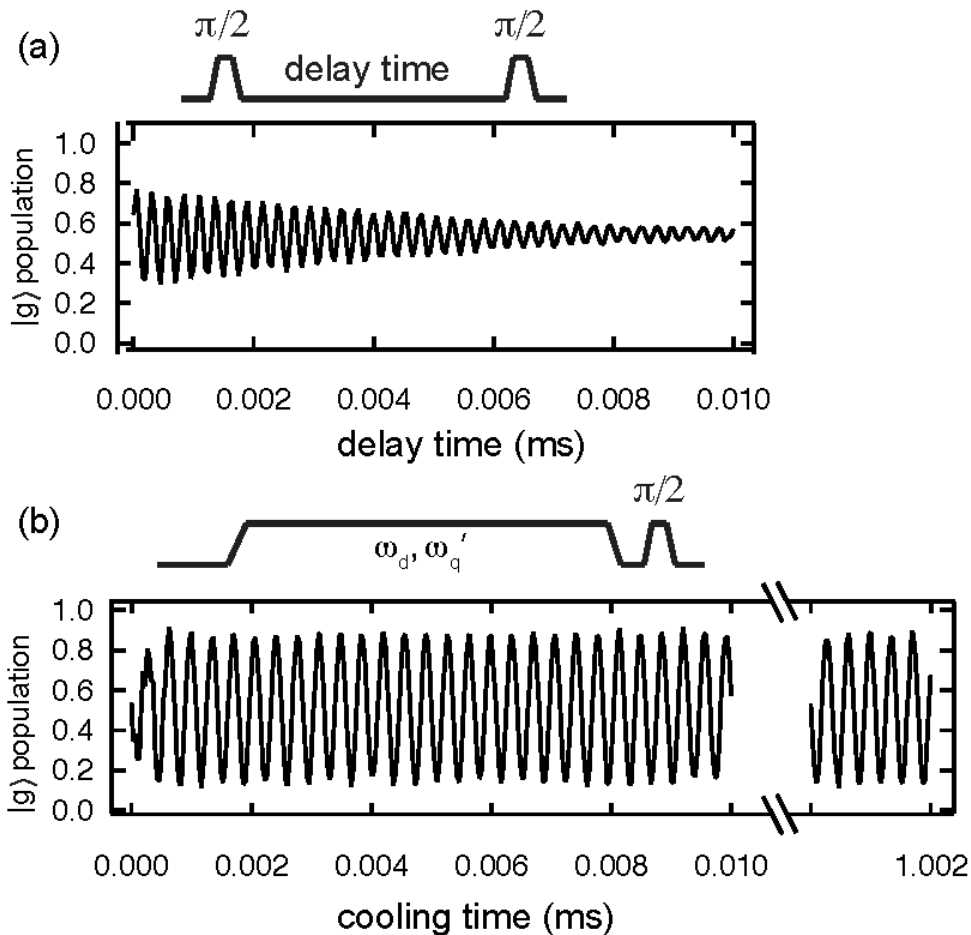 (a)
π/2 π/2
delay time
1.0
0.8
0.6
0.4
0.2
0.0
|g⟩ population
0.000 0.002 0.004 0.006 0.008 0.010
delay time (ms)
(b)
π/2
ω_d, ω_q′
1.0
0.8
0.6
0.4
0.2
0.0
|g⟩ population
0.000 0.002 0.004 0.006 0.008 0.010 1.002
cooling time (ms)